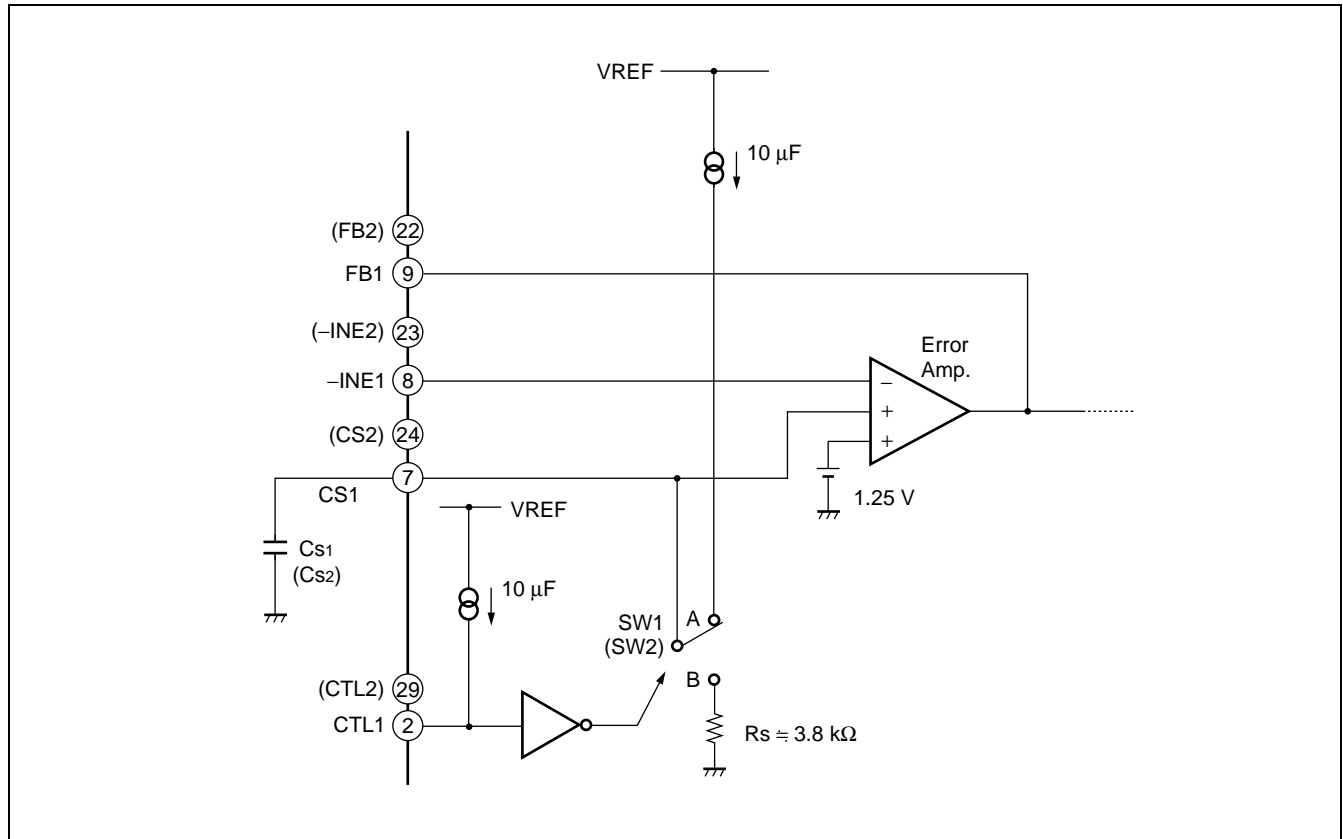 VREF
10 µF
(FB2) 22
FB1 9
(–INE2) 23
Error
Amp.
–INE1 8
–
+
(CS2) 24
+
7
CS1
1.25 V
VREF
Cs1
(Cs2)
10 µF
SW1
(SW2)
A
B
(CTL2) 29
CTL1 2
Rs ≒ 3.8 kΩ